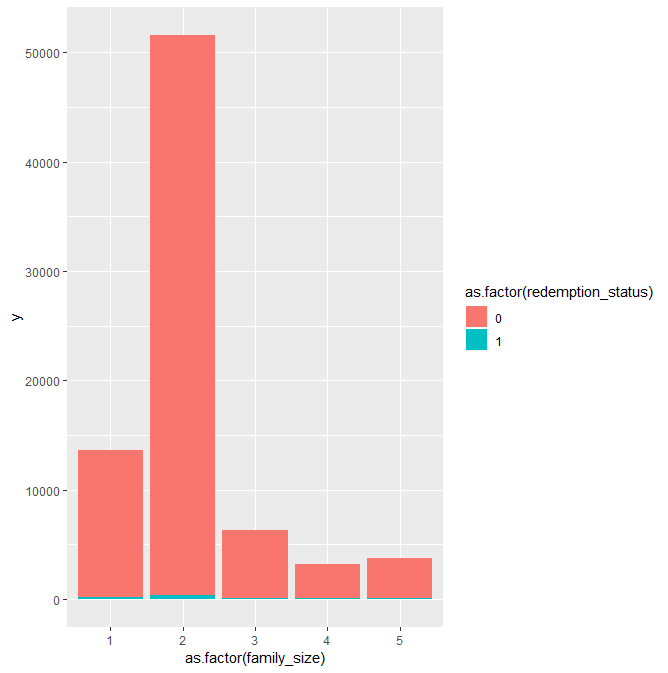 50000
40000
30000
20000
10000
0
y
1 2 3 4 5
as.factor(family_size)
as.factor(redemption_status)
0
1